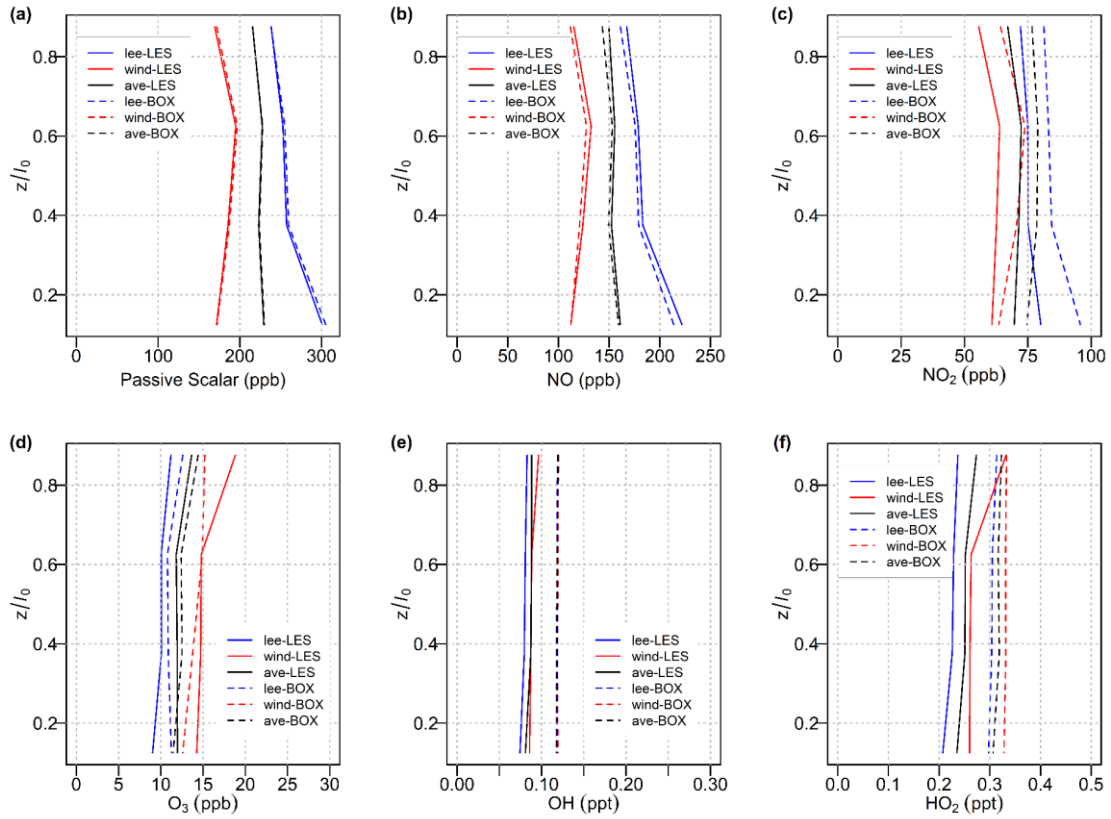 (a)
lee-LES
wind-LES
ave-LES
lee-BOX
wind-BOX
ave-BOX
z/l₀
0.8
0.6
0.4
0.2
0 100 200 300
Passive Scalar (ppb)
(b)
lee-LES
wind-LES
ave-LES
lee-BOX
wind-BOX
ave-BOX
z/l₀
0.8
0.6
0.4
0.2
0 50 100 150 200 250
NO (ppb)
(c)
lee-LES
wind-LES
ave-LES
lee-BOX
wind-BOX
ave-BOX
z/l₀
0.8
0.6
0.4
0.2
0 25 50 75 100
NO₂ (ppb)
(d)
z/l₀
0.8
0.6
0.4
0.2
lee-LES
wind-LES
ave-LES
lee-BOX
wind-BOX
ave-BOX
0 5 10 15 20 25 30
O₃ (ppb)
(e)
z/l₀
0.8
0.6
0.4
0.2
lee-LES
wind-LES
ave-LES
lee-BOX
wind-BOX
ave-BOX
0.00 0.10 0.20 0.30
OH (ppt)
(f)
lee-LES
wind-LES
ave-LES
lee-BOX
wind-BOX
ave-BOX
z/l₀
0.8
0.6
0.4
0.2
0.0 0.1 0.2 0.3 0.4 0.5
HO₂ (ppt)